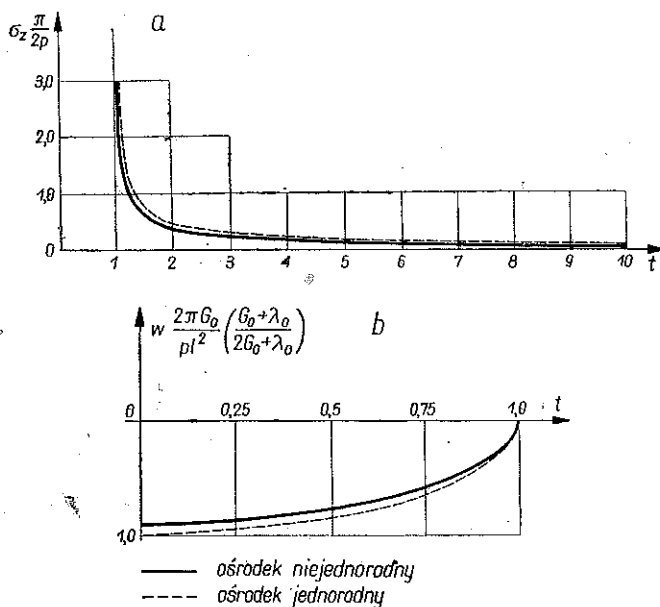 σz π/2p
a
3,0
2,0
1,0
0
1 2 3 4 5 6 7 8 9 10 t
w 2πG0/pl² (G0+λ0/2G0+λ0)
b
0 0,25 0,5 0,75 1,0 t
1,0
ośrodek niejednorodny
ośrodek jednorodny